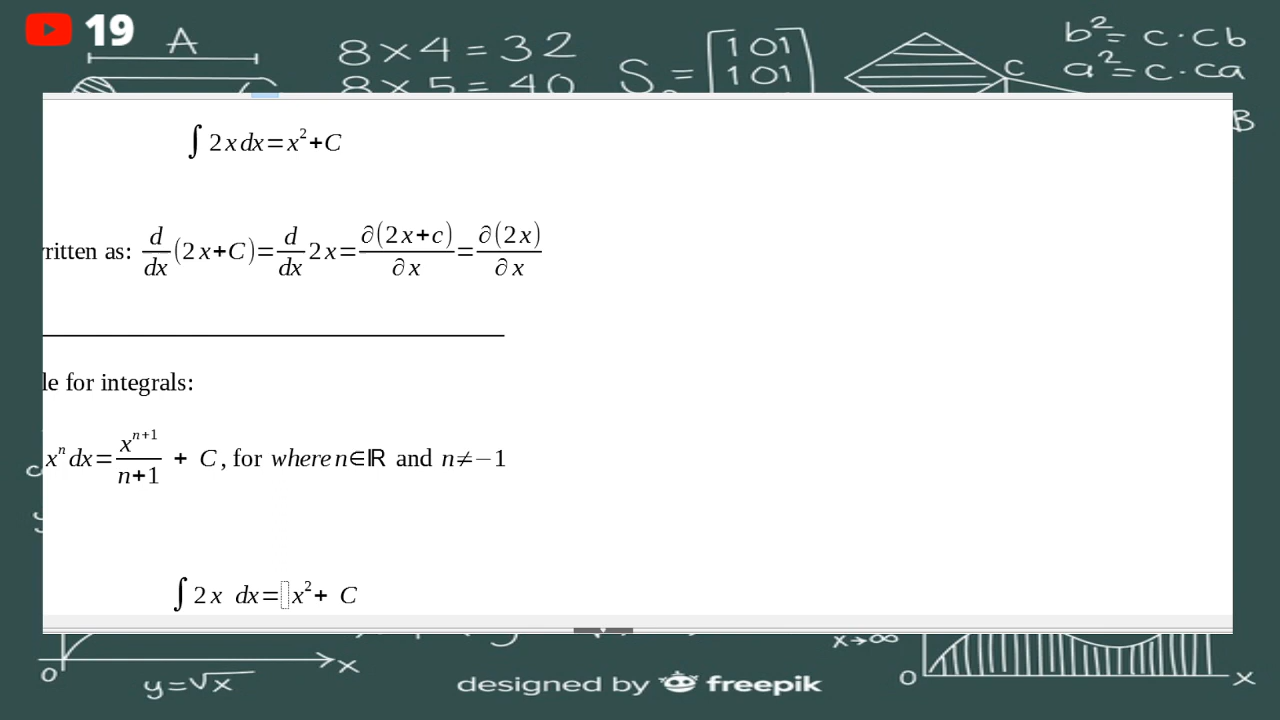 19
A
8 x 4 = 32
8 x 5 = 40
S =
101
101
C
b² = c · cb
a² = c · ca
B
∫ 2x dx = x² + C
ritten as: d/dx (2x+C) = d/dx 2x = ∂(2x+c)/∂x = ∂(2x)/∂x
le for integrals:
xⁿ dx = xⁿ⁺¹/n+1 + C, for where n∈ℝ and n≠−1
∫ 2x dx = x² + C
0
x
y=√x
x→∞
0
x
designed by freepik